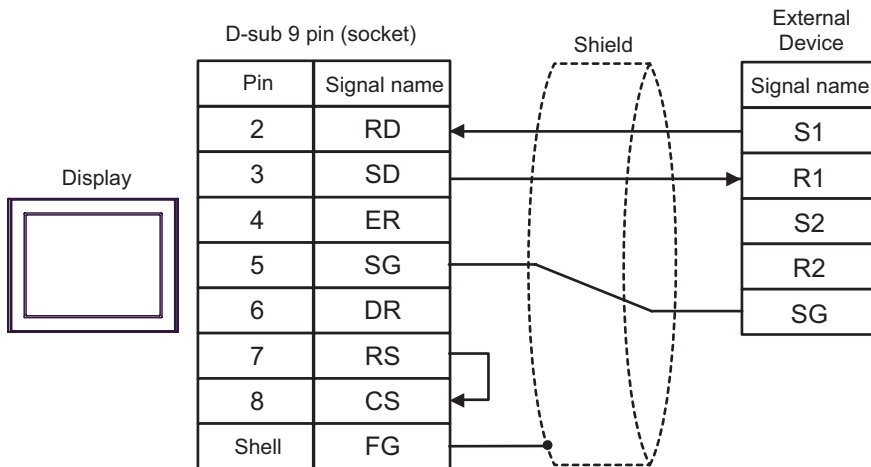 D-sub 9 pin (socket)
Shield
External
Device
Pin Signal name
Signal name
2 RD
S1
3 SD
R1
Display
4 ER
S2
5 SG
R2
6 DR
SG
7 RS
8 CS
Shell FG